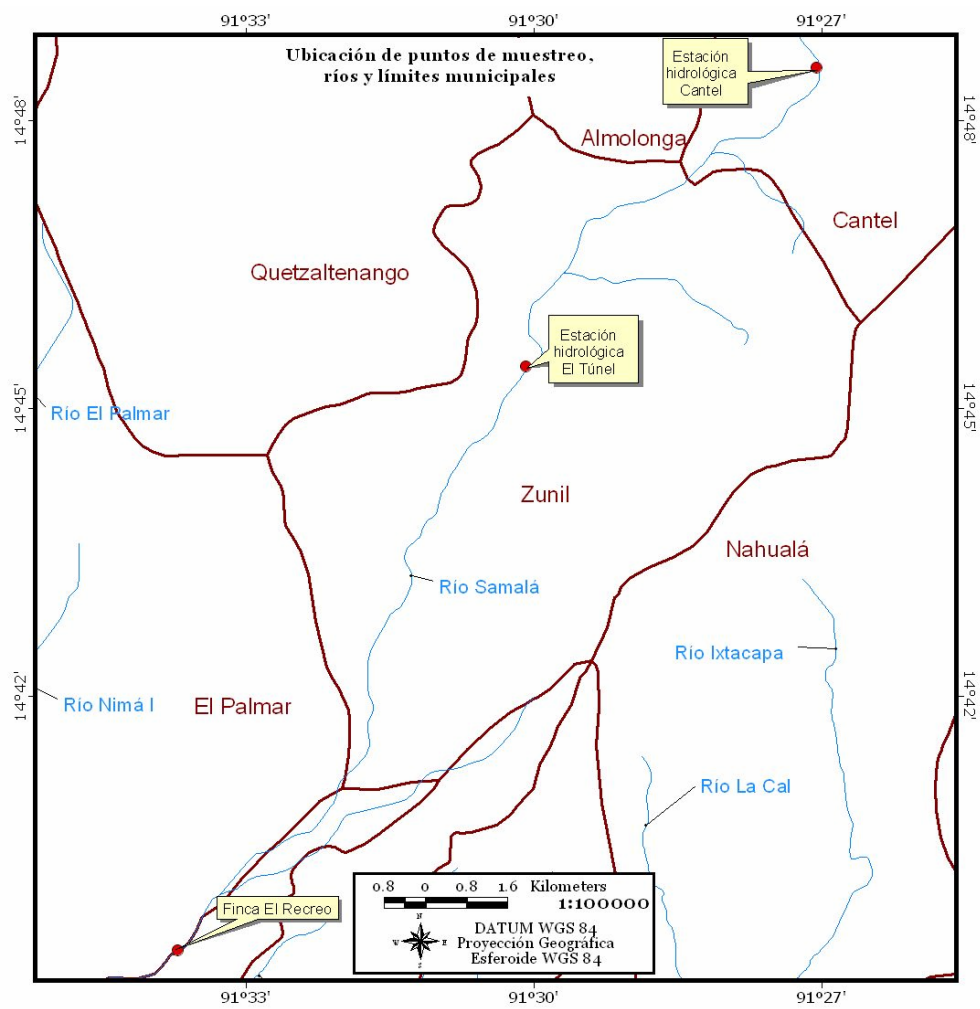 91°33'
91°30'
91°27'
Ubicación de puntos de muestreo,
ríos y límites municipales
Estación
hidrológica
Cantel
14°48'
14°48'
Almolonga
Cantel
Quetzaltenango
Estación
hidrológica
El Túnel
14°45'
14°45'
Río El Palmar
Zunil
Nahualá
Río Samalá
Río Ixtacapa
14°42'
14°42'
Río Nimá I
El Palmar
Río La Cal
Finca El Recreo
0.8 0 0.8 1.6 Kilometers
1:100000
N
W E
S
DATUM WGS 84
Proyección Geográfica
Esferoide WGS 84
91°33'
91°30'
91°27'